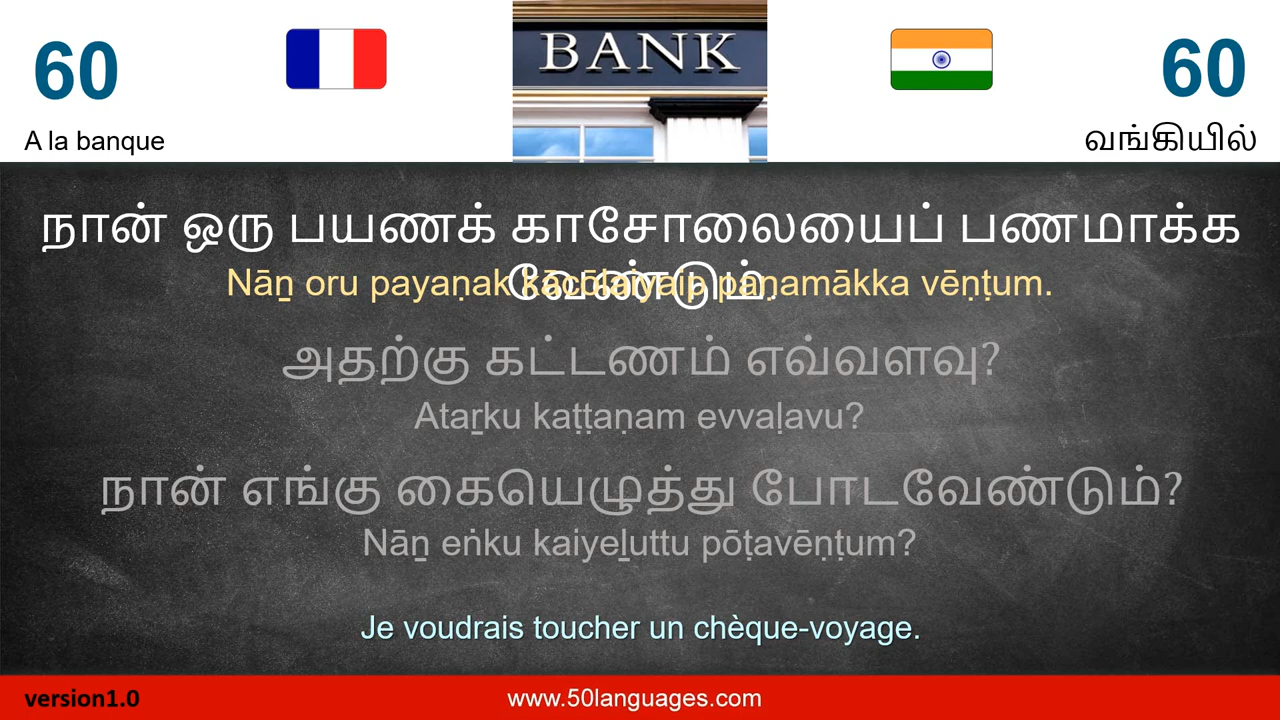 60
BANK
60
A la banque
வங்கியில்
நான் ஒரு பயணக் காசோலையைப் பணமாக்க
வேண்டும்.
Nāṉ oru payaṇak kācōlaiyaip paṇamākka vēṇṭum.
அதற்கு கட்டணம் எவ்வளவு?
Ataṟku kaṭṭaṇam evvaḷavu?
நான் எங்கு கையெழுத்து போடவேண்டும்?
Nāṉ eṅku kaiyeḻuttu pōṭavēṇṭum?
Je voudrais toucher un chèque-voyage.
version1.0
www.50languages.com